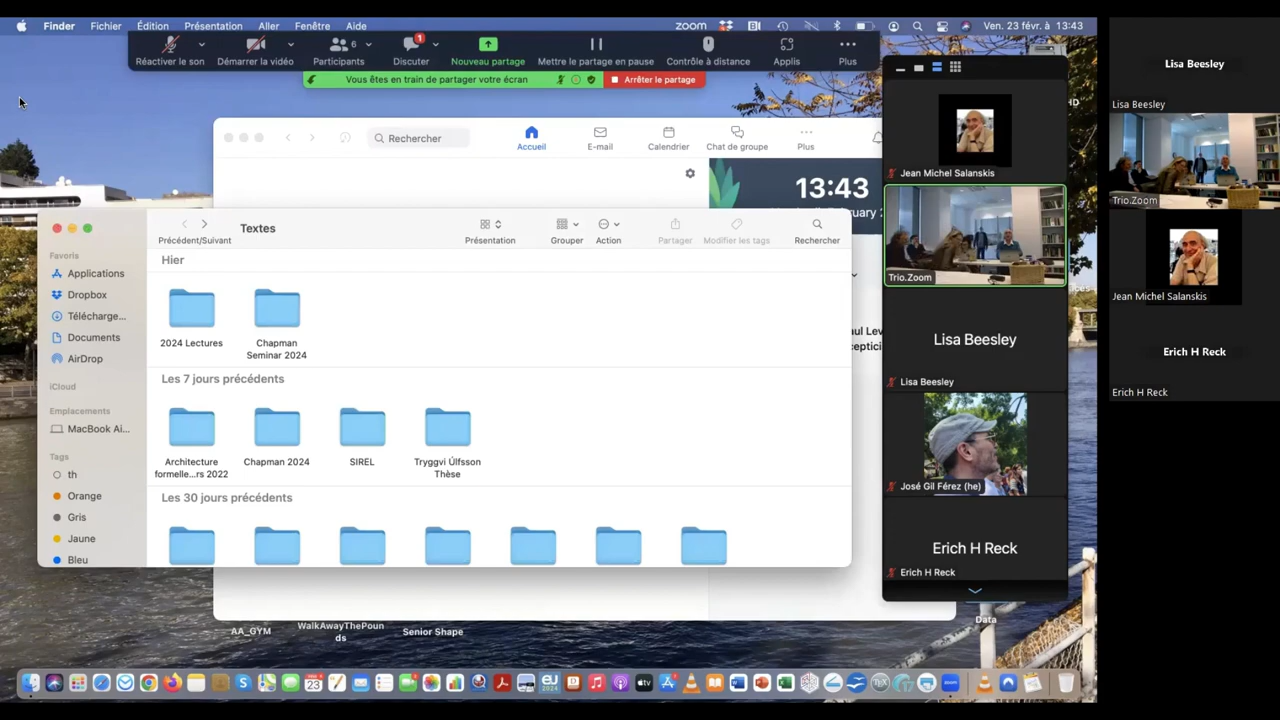 Finder Fichier Édition Présentation Aller Fenêtre Aide
zoom
Ven. 23 févr. à 13:43
Réactiver le son
Démarrer la vidéo
6
Participants
1
Discuter
Nouveau partage
Mettre le partage en pause
Contrôle à distance
Applis
Plus
Vous êtes en train de partager votre écran
Arrêter le partage
HD
Rechercher
Accueil
E-mail
Calendrier
Chat de groupe
Plus
13:43
Textes
Précédent/Suivant
Présentation
Grouper
Action
Partager
Modifier les tags
Rechercher
Favoris
Applications
Dropbox
Télécharge...
Documents
AirDrop
iCloud
Emplacements
MacBook Ai...
Tags
th
Orange
Gris
Jaune
Bleu
Hier
2024 Lectures
Chapman
Seminar 2024
Les 7 jours précédents
Architecture
formelle...rs 2022
Chapman 2024
SIREL
Tryggvi Úlfsson
Thèse
Les 30 jours précédents
aul Lev
epticis
Jean Michel Salanskis
Trio.Zoom
Lisa Beesley
Lisa Beesley
José Gil Férez (he)
Erich H Reck
Erich H Reck
AA_GYM
WalkAwayThePoun
ds
Senior Shape
Data
23
Lisa Beesley
Lisa Beesley
Trio.Zoom
Jean Michel Salanskis
Erich H Reck
Erich H Reck